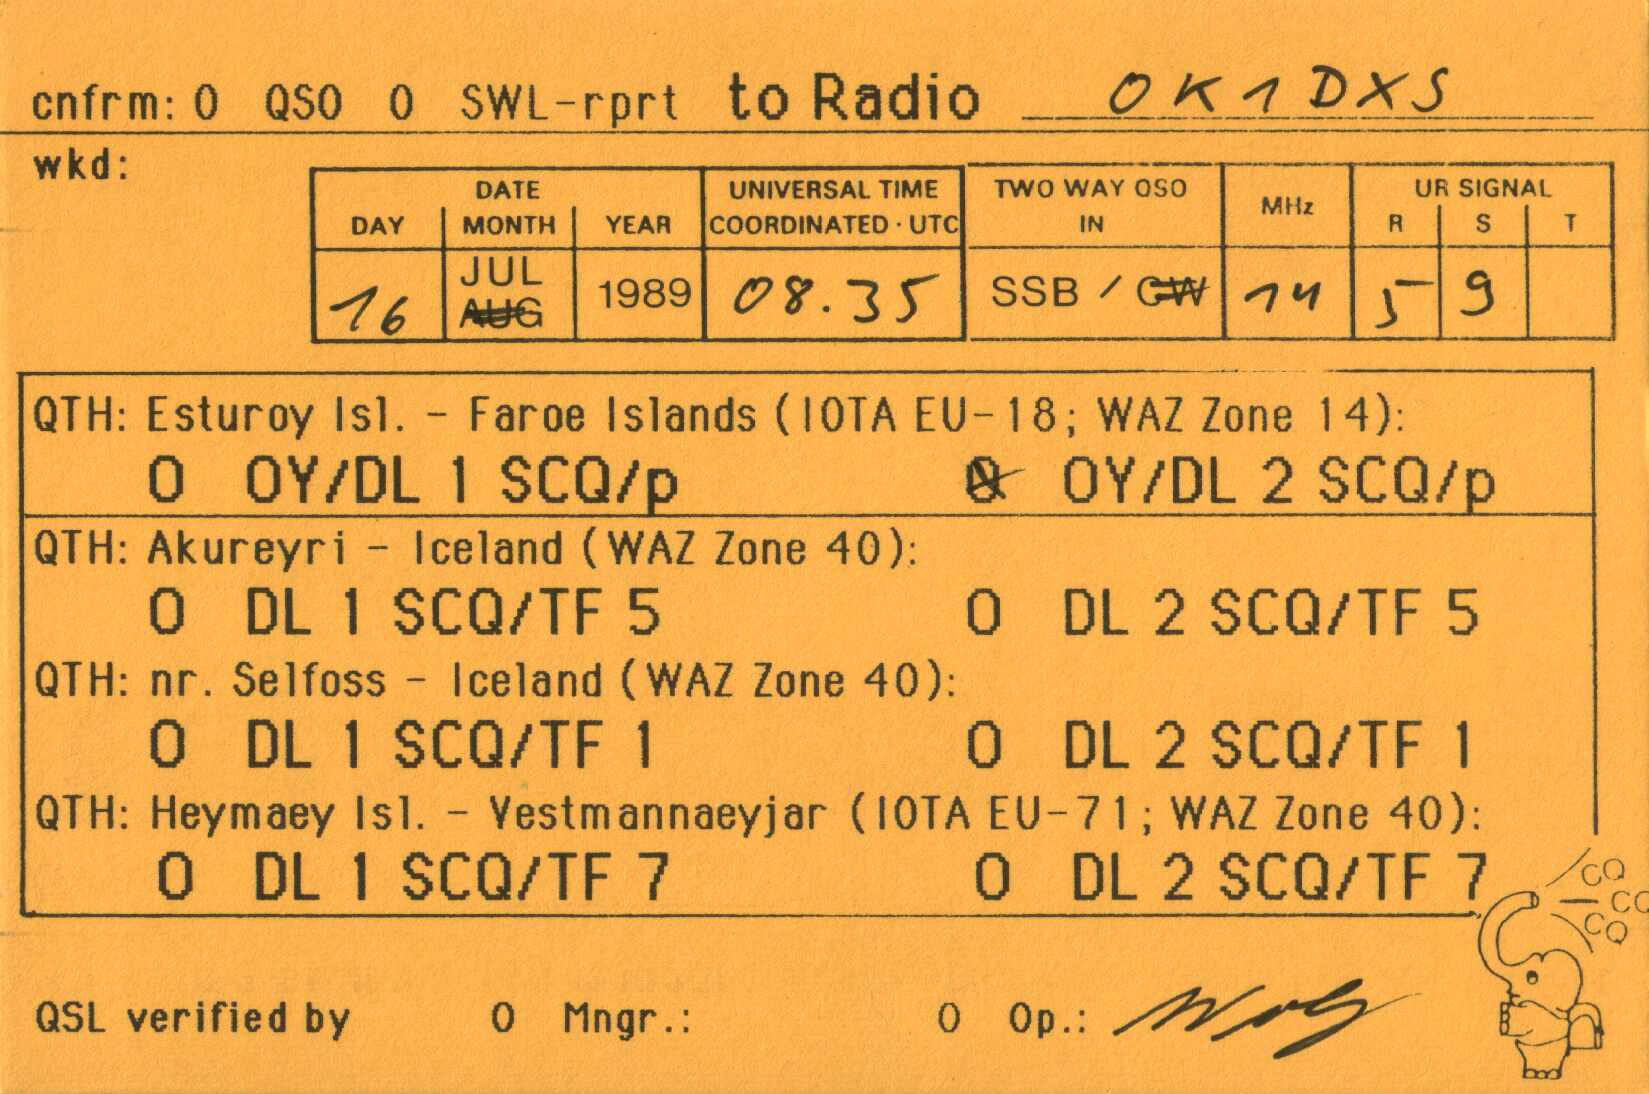 cnfrm: O QSO O SWL-rprt to Radio OK1DXS
wkd:
DATE UNIVERSAL TIME TWO WAY QSO MHz UR SIGNAL
DAY MONTH YEAR COORDINATED · UTC IN R S T
JUL
16 AUG 1989 08.35 SSB / CW 14 5 9
QTH: Esturoy Isl. - Faroe Islands (IOTA EU-18; WAZ Zone 14):
O OY/DL 1 SCQ/p O OY/DL 2 SCQ/p
QTH: Akureyri - Iceland (WAZ Zone 40):
O DL 1 SCQ/TF 5 O DL 2 SCQ/TF 5
QTH: nr. Selfoss - Iceland (WAZ Zone 40):
O DL 1 SCQ/TF 1 O DL 2 SCQ/TF 1
QTH: Heymaey Isl. - Vestmannaeyjar (IOTA EU-71; WAZ Zone 40):
O DL 1 SCQ/TF 7 O DL 2 SCQ/TF 7
CQ
CQ
CQ
QSL verified by O Mngr.: O Op.: